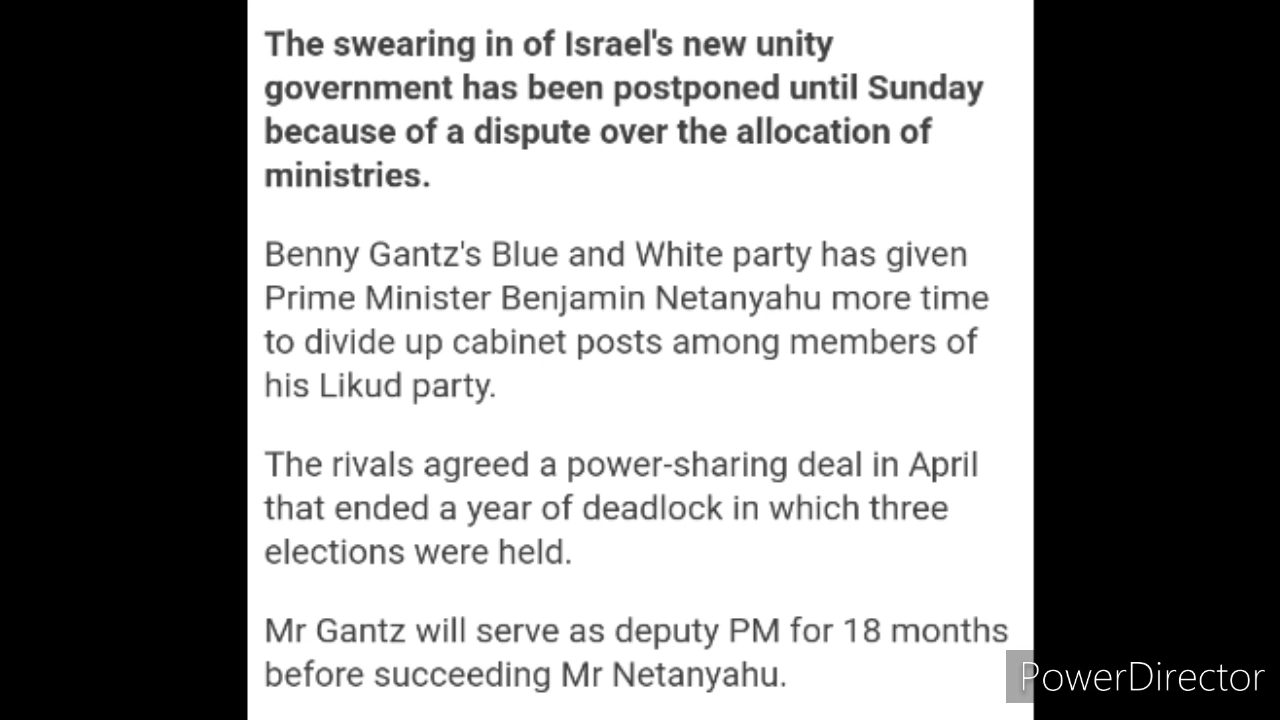 The swearing in of Israel's new unity
government has been postponed until Sunday
because of a dispute over the allocation of
ministries.
Benny Gantz's Blue and White party has given
Prime Minister Benjamin Netanyahu more time
to divide up cabinet posts among members of
his Likud party.
The rivals agreed a power-sharing deal in April
that ended a year of deadlock in which three
elections were held.
Mr Gantz will serve as deputy PM for 18 months
before succeeding Mr Netanyahu.
PowerDirector